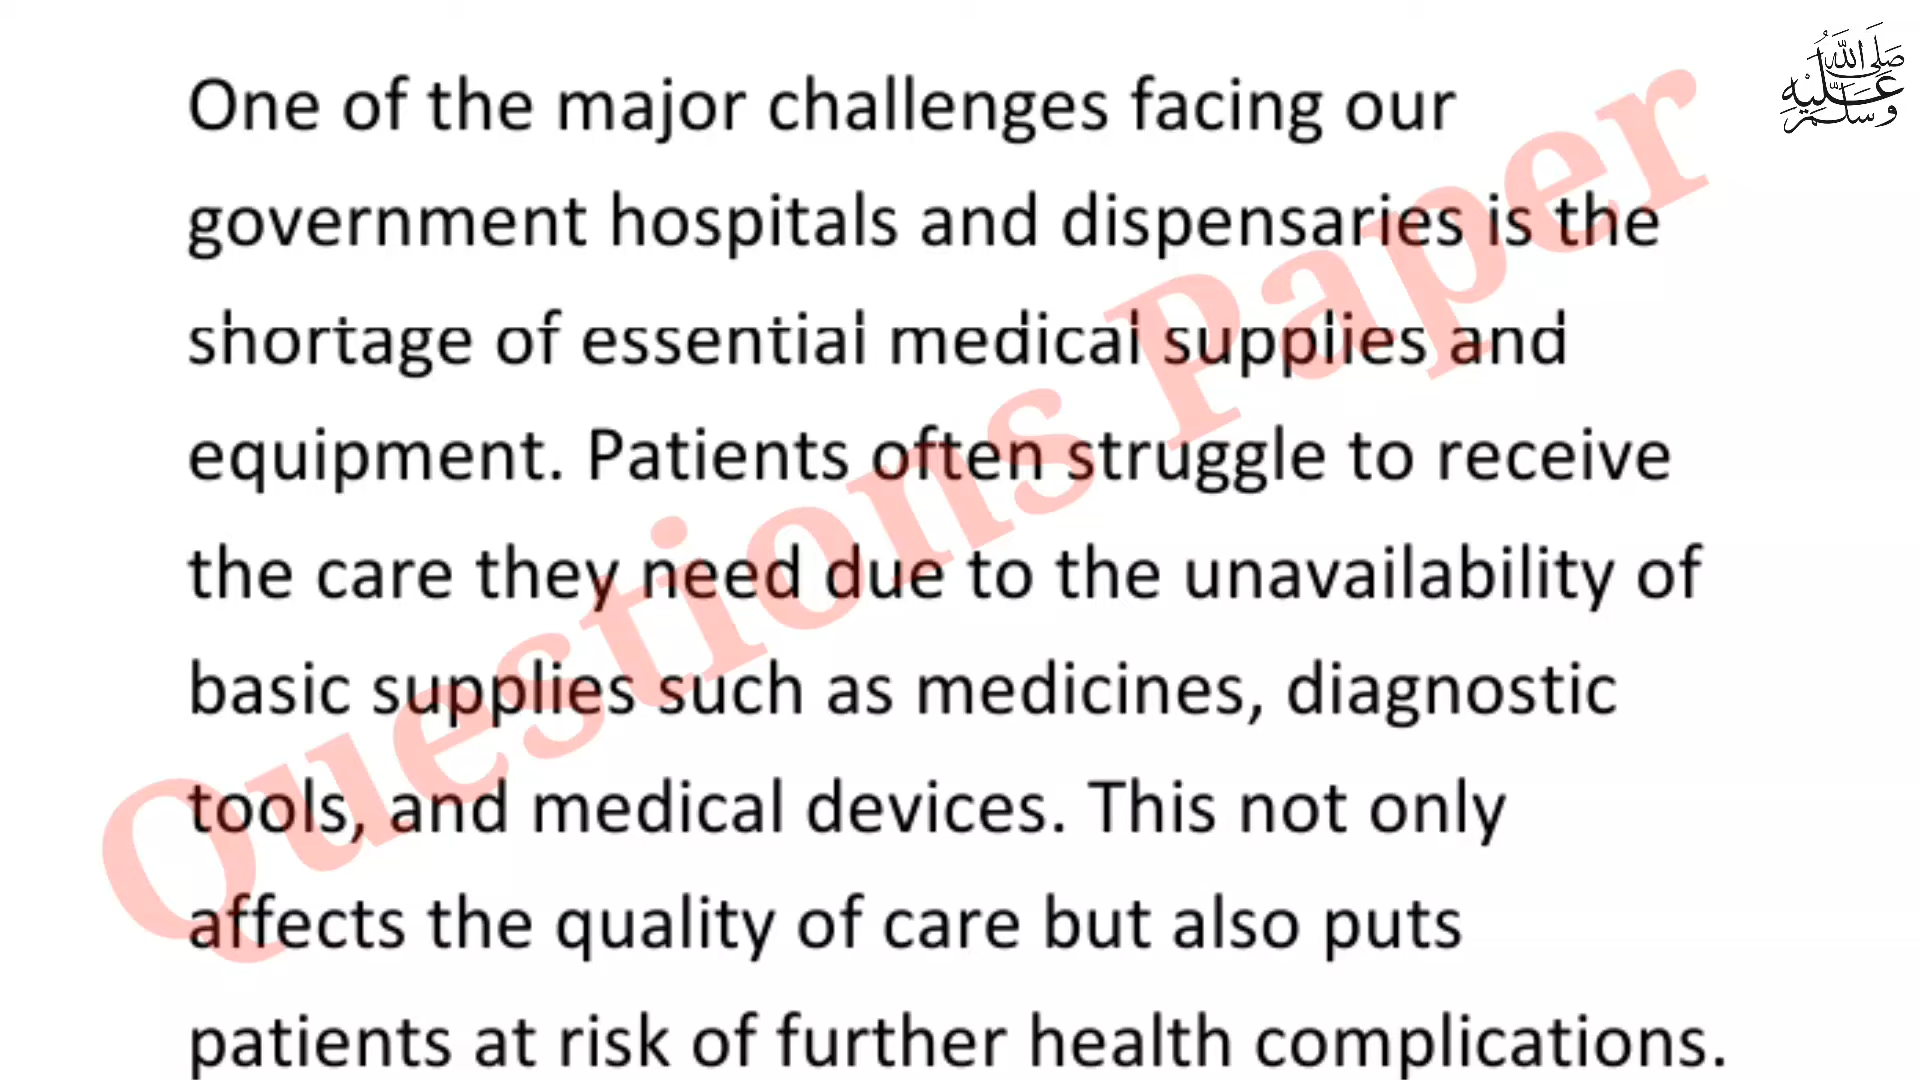 One of the major challenges facing our
government hospitals and dispensaries is the
shortage of essential medical supplies and
equipment. Patients often struggle to receive
the care they need due to the unavailability of
basic supplies such as medicines, diagnostic
tools, and medical devices. This not only
affects the quality of care but also puts
patients at risk of further health complications.
Questions Paper
صلى الله
عليه
وسلم